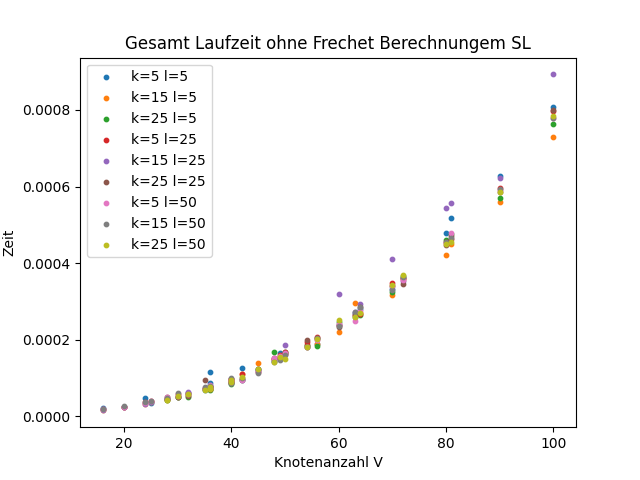 Gesamt Laufzeit ohne Frechet Berechnungem SL
k=5 l=5
k=15 l=5
k=25 l=5
k=5 l=25
k=15 l=25
k=25 l=25
k=5 l=50
k=15 l=50
k=25 l=50
0.0008
0.0006
0.0004
0.0002
0.0000
Zeit
20 40 60 80 100
Knotenanzahl V